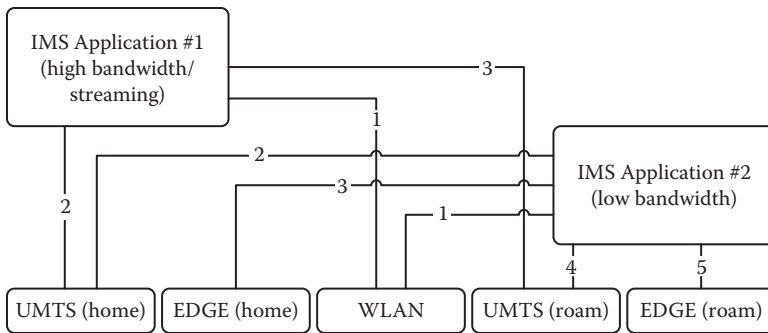 IMS Application #1
(high bandwidth/
streaming)
3
1
2
IMS Application #2
(low bandwidth)
3
2
1
4
5
UMTS (home)
EDGE (home)
WLAN
UMTS (roam)
EDGE (roam)